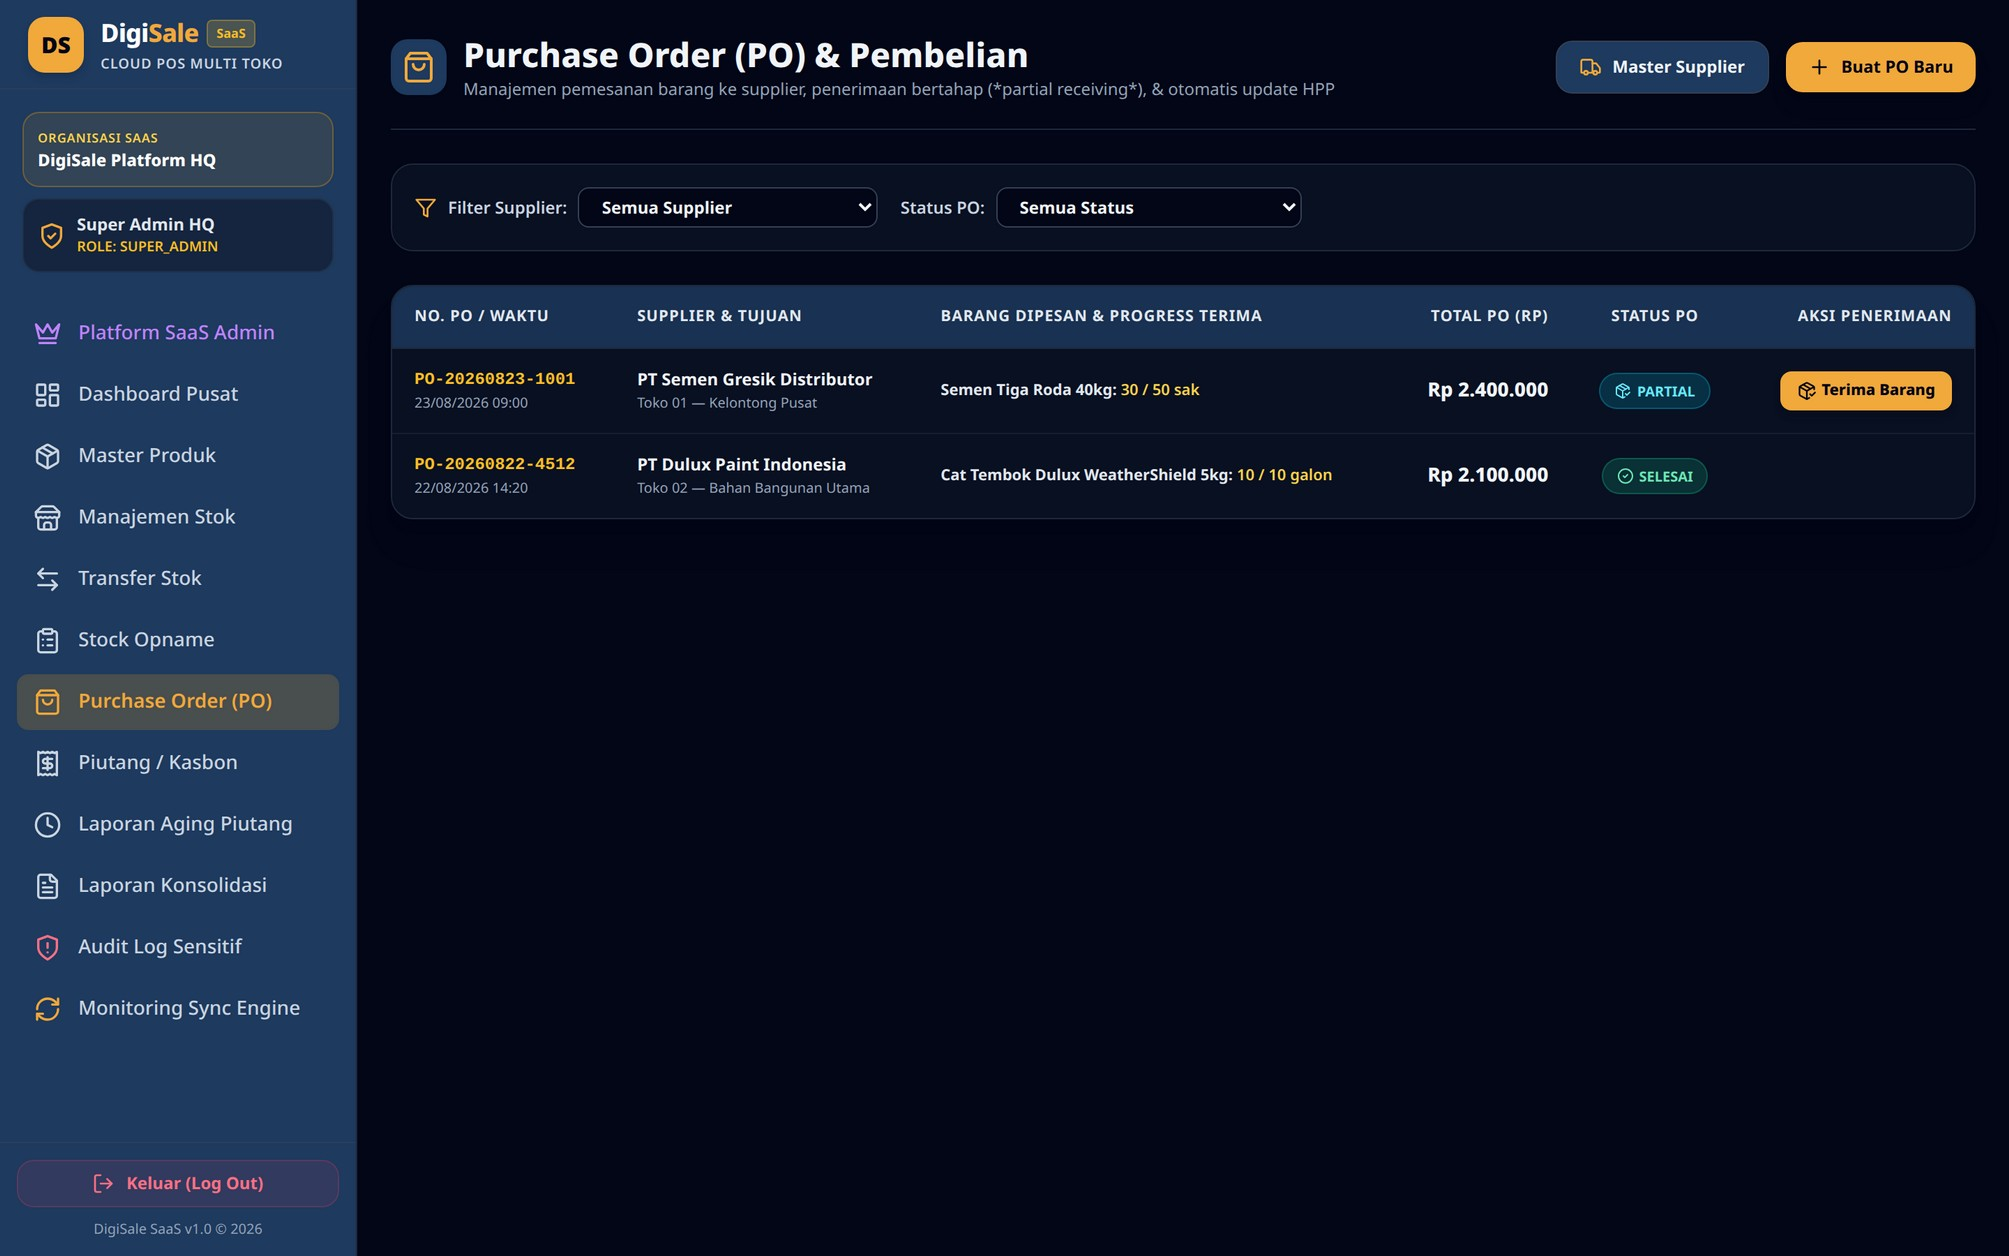 DS
DigiSale SaaS
CLOUD POS MULTI TOKO
ORGANISASI SAAS
DigiSale Platform HQ
Super Admin HQ
ROLE: SUPER_ADMIN
Platform SaaS Admin
Dashboard Pusat
Master Produk
Manajemen Stok
Transfer Stok
Stock Opname
Purchase Order (PO)
Piutang / Kasbon
Laporan Aging Piutang
Laporan Konsolidasi
Audit Log Sensitif
Monitoring Sync Engine
Keluar (Log Out)
DigiSale SaaS v1.0 © 2026
Purchase Order (PO) & Pembelian
Manajemen pemesanan barang ke supplier, penerimaan bertahap (*partial receiving*), & otomatis update HPP
Master Supplier
Buat PO Baru
Filter Supplier: Semua Supplier Status PO: Semua Status
NO. PO / WAKTU SUPPLIER & TUJUAN BARANG DIPESAN & PROGRESS TERIMA TOTAL PO (RP) STATUS PO AKSI PENERIMAAN
PO-20260823-1001 PT Semen Gresik Distributor Semen Tiga Roda 40kg: 30 / 50 sak Rp 2.400.000 PARTIAL Terima Barang
23/08/2026 09:00 Toko 01 — Kelontong Pusat
PO-20260822-4512 PT Dulux Paint Indonesia Cat Tembok Dulux WeatherShield 5kg: 10 / 10 galon Rp 2.100.000 SELESAI
22/08/2026 14:20 Toko 02 — Bahan Bangunan Utama